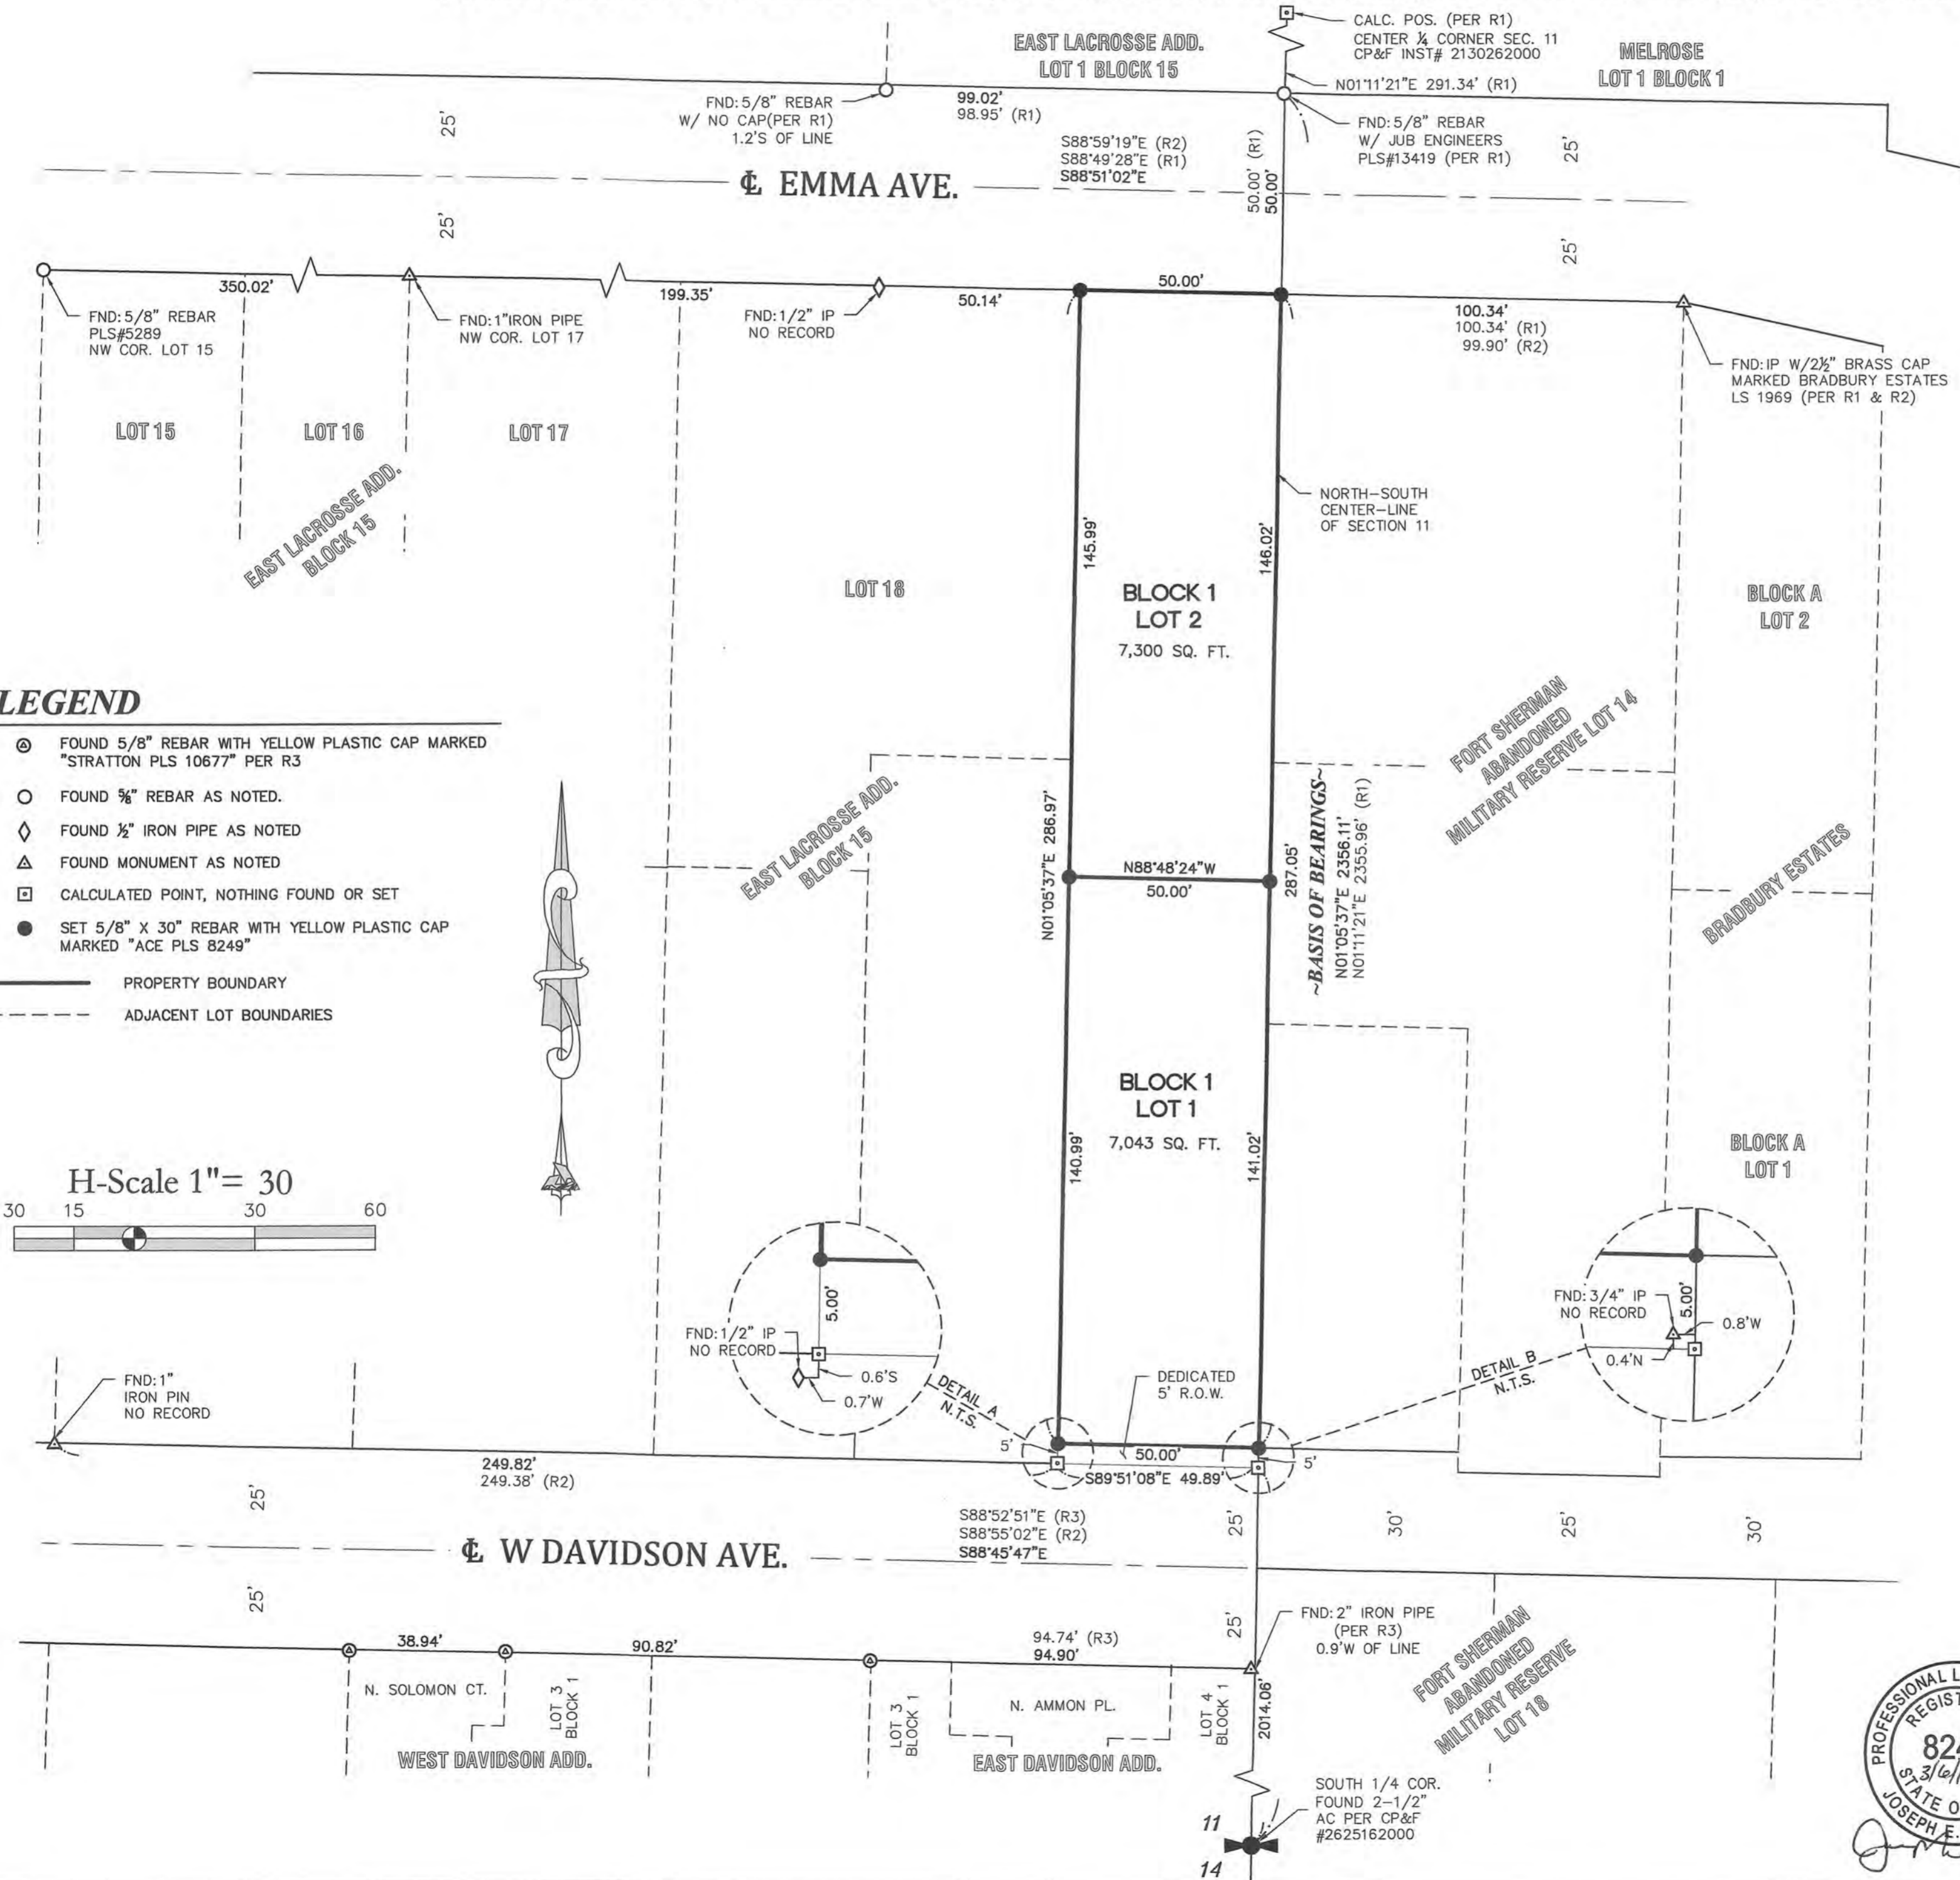 CALC. POS. (PER R1)
CENTER ¼ CORNER SEC. 11
CP&F INST# 2130262000
EAST LACROSSE ADD.
LOT 1 BLOCK 15
MELROSE
LOT 1 BLOCK 1
N01°11'21"E 291.34' (R1)
FND: 5/8" REBAR
W/ NO CAP(PER R1)
1.2'S OF LINE
99.02'
98.95' (R1)
FND: 5/8" REBAR
W/ JUB ENGINEERS
PLS#13419 (PER R1)
25'
25'
S88°59'19"E (R2)
S88°49'28"E (R1)
S88°51'02"E
50.00' (R1)
50.00'
℄ EMMA AVE.
25'
25'
350.02'
199.35'
50.14'
50.00'
100.34'
100.34' (R1)
99.90' (R2)
FND: 5/8" REBAR
PLS#5289
NW COR. LOT 15
FND: 1"IRON PIPE
NW COR. LOT 17
FND: 1/2" IP
NO RECORD
FND: IP W/2½" BRASS CAP
MARKED BRADBURY ESTATES
LS 1969 (PER R1 & R2)
LOT 15
LOT 16
LOT 17
EAST LACROSSE ADD.
BLOCK 15
NORTH-SOUTH
CENTER-LINE
OF SECTION 11
145.99'
146.02'
LOT 18
BLOCK 1
LOT 2
7,300 SQ. FT.
BLOCK A
LOT 2
LEGEND
FOUND 5/8" REBAR WITH YELLOW PLASTIC CAP MARKED
"STRATTON PLS 10677" PER R3
FOUND ⅝" REBAR AS NOTED.
FOUND ½" IRON PIPE AS NOTED
FOUND MONUMENT AS NOTED
CALCULATED POINT, NOTHING FOUND OR SET
SET 5/8" X 30" REBAR WITH YELLOW PLASTIC CAP
MARKED "ACE PLS 8249"
PROPERTY BOUNDARY
ADJACENT LOT BOUNDARIES
FORT SHERMAN
ABANDONED
MILITARY RESERVE LOT 14
EAST LACROSSE ADD.
BLOCK 15
N01°05'37"E 286.97'
N88°48'24"W
50.00'
287.05'
~BASIS OF BEARINGS~
N01°05'37"E 2356.11'
N01°11'21"E 2355.96' (R1)
BRADBURY ESTATES
BLOCK 1
LOT 1
7,043 SQ. FT.
140.99'
141.02'
BLOCK A
LOT 1
H-Scale 1"= 30
30 15 30 60
5.00'
FND: 1/2" IP
NO RECORD
0.6'S
0.7'W
DETAIL A
N.T.S.
DEDICATED
5' R.O.W.
FND: 3/4" IP
NO RECORD
5.00'
0.8'W
0.4'N
DETAIL B
N.T.S.
FND: 1"
IRON PIN
NO RECORD
5'
50.00'
5'
S89°51'08"E 49.89'
249.82'
249.38' (R2)
25'
S88°52'51"E (R3)
S88°55'02"E (R2)
S88°45'47"E
25'
30'
25'
30'
℄ W DAVIDSON AVE.
25'
25'
FND: 2" IRON PIPE
(PER R3)
0.9'W OF LINE
38.94'
90.82'
94.74' (R3)
94.90'
N. SOLOMON CT.
LOT 3
BLOCK 1
LOT 3
BLOCK 1
N. AMMON PL.
LOT 4
BLOCK 1
2014.06'
WEST DAVIDSON ADD.
EAST DAVIDSON ADD.
FORT SHERMAN
ABANDONED
MILITARY RESERVE
LOT 18
SOUTH 1/4 COR.
FOUND 2-1/2"
AC PER CP&F
#2625162000
11
14
PROFESSIONAL
STATE
JOSEPH E.